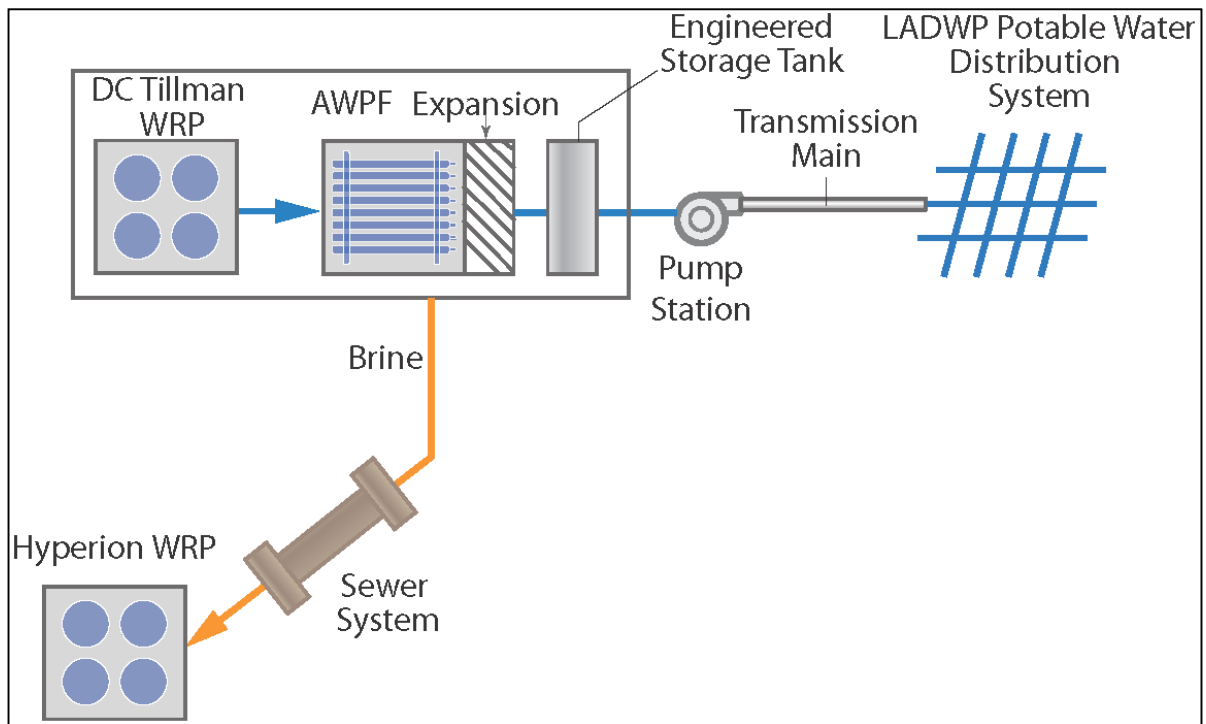 DC Tillman
WRP
AWPF
Expansion
Engineered
Storage Tank
LADWP Potable Water
Distribution
System
Transmission
Main
Pump
Station
Brine
Sewer
System
Hyperion WRP